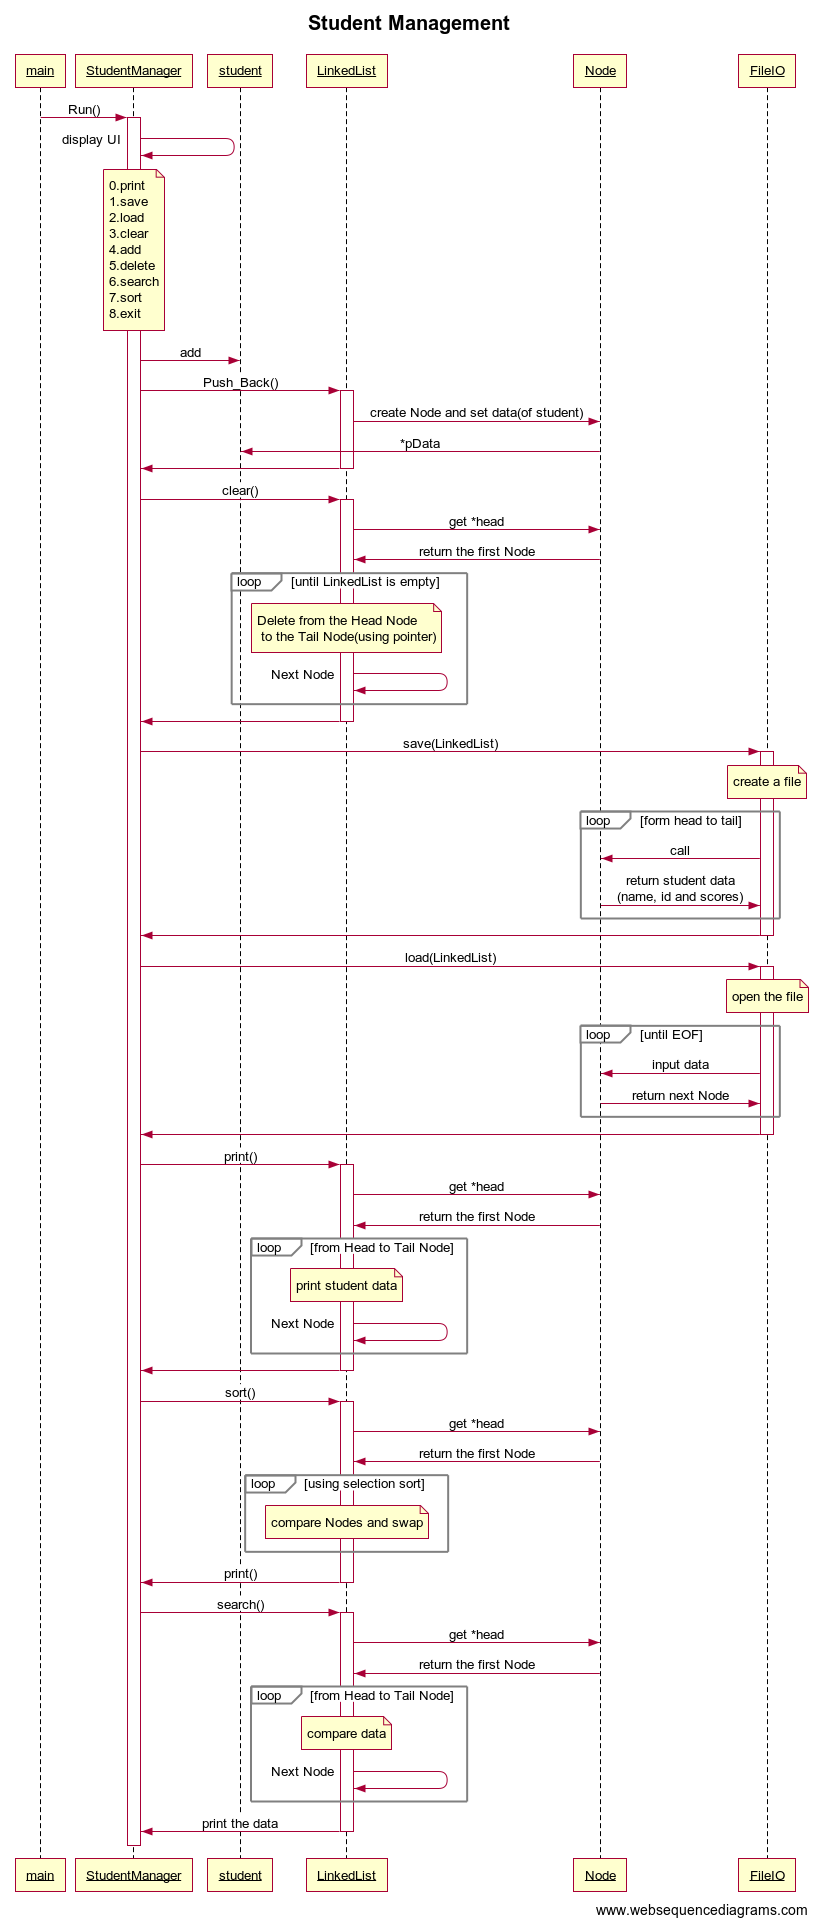 Student Management
main
StudentManager
student
LinkedList
Node
FileIO
Run()
display UI
0.print
1.save
2.load
3.clear
4.add
5.delete
6.search
7.sort
8.exit
add
Push_Back()
create Node and set data(of student)
*pData
clear()
get *head
return the first Node
loop [until LinkedList is empty]
Delete from the Head Node
to the Tail Node(using pointer)
Next Node
save(LinkedList)
create a file
loop [form head to tail]
call
return student data
(name, id and scores)
load(LinkedList)
open the file
loop [until EOF]
input data
return next Node
print()
get *head
return the first Node
loop [from Head to Tail Node]
print student data
Next Node
sort()
get *head
return the first Node
loop [using selection sort]
compare Nodes and swap
print()
search()
get *head
return the first Node
loop [from Head to Tail Node]
compare data
Next Node
print the data
main
StudentManager
student
LinkedList
Node
FileIO
www.websequencediagrams.com